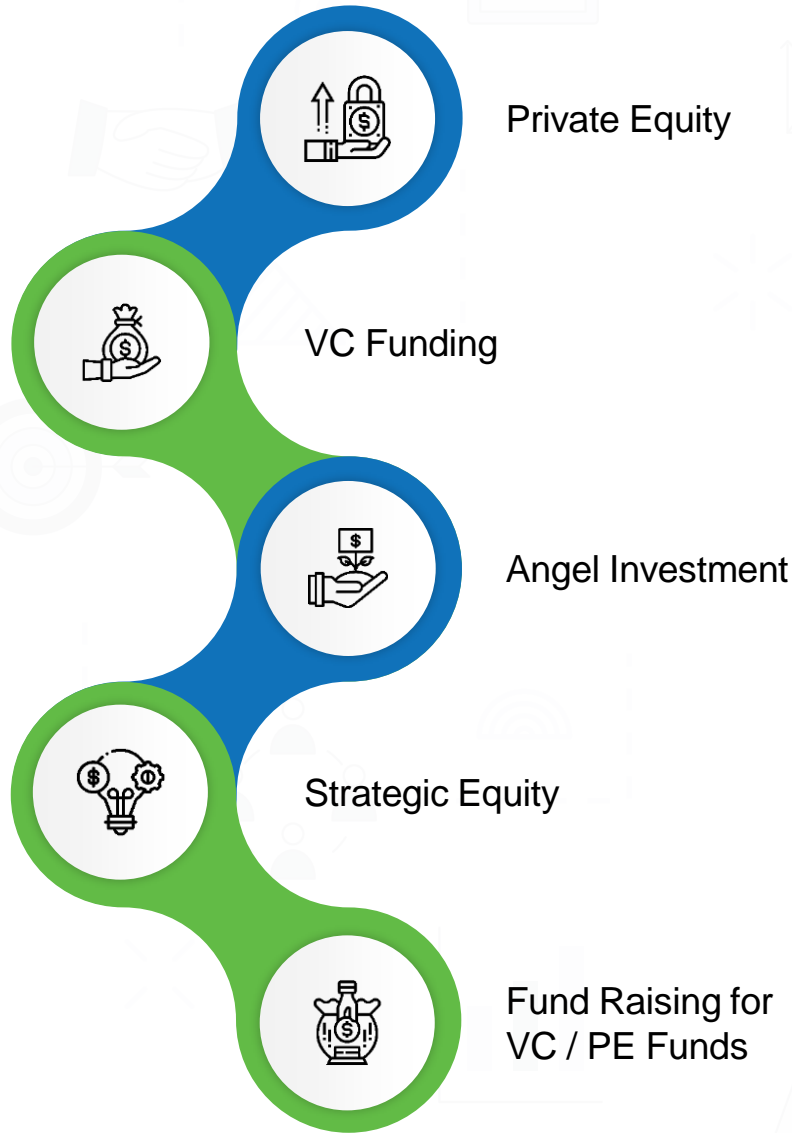 Private Equity
VC Funding
Angel Investment
Strategic Equity
Fund Raising for
VC / PE Funds